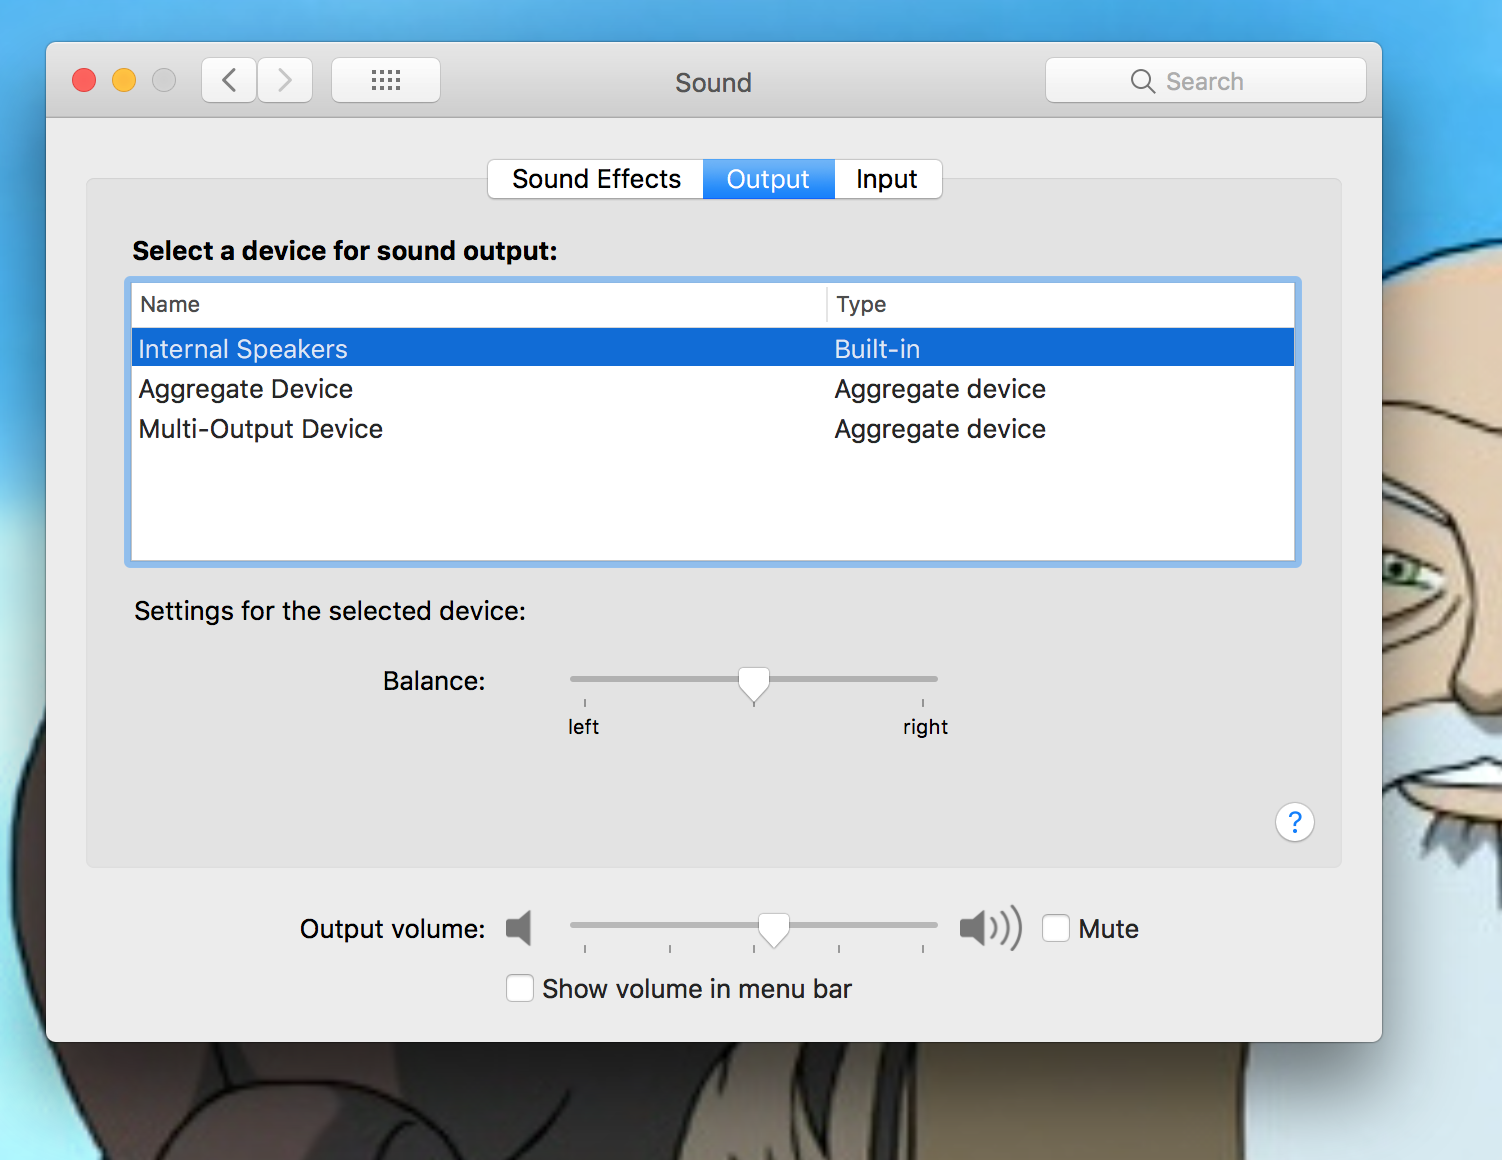 Sound
Search
Sound Effects Output Input
Select a device for sound output:
Name Type
Internal Speakers Built-in
Aggregate Device Aggregate device
Multi-Output Device Aggregate device
Settings for the selected device:
Balance:
left right
?
Output volume: Mute
Show volume in menu bar